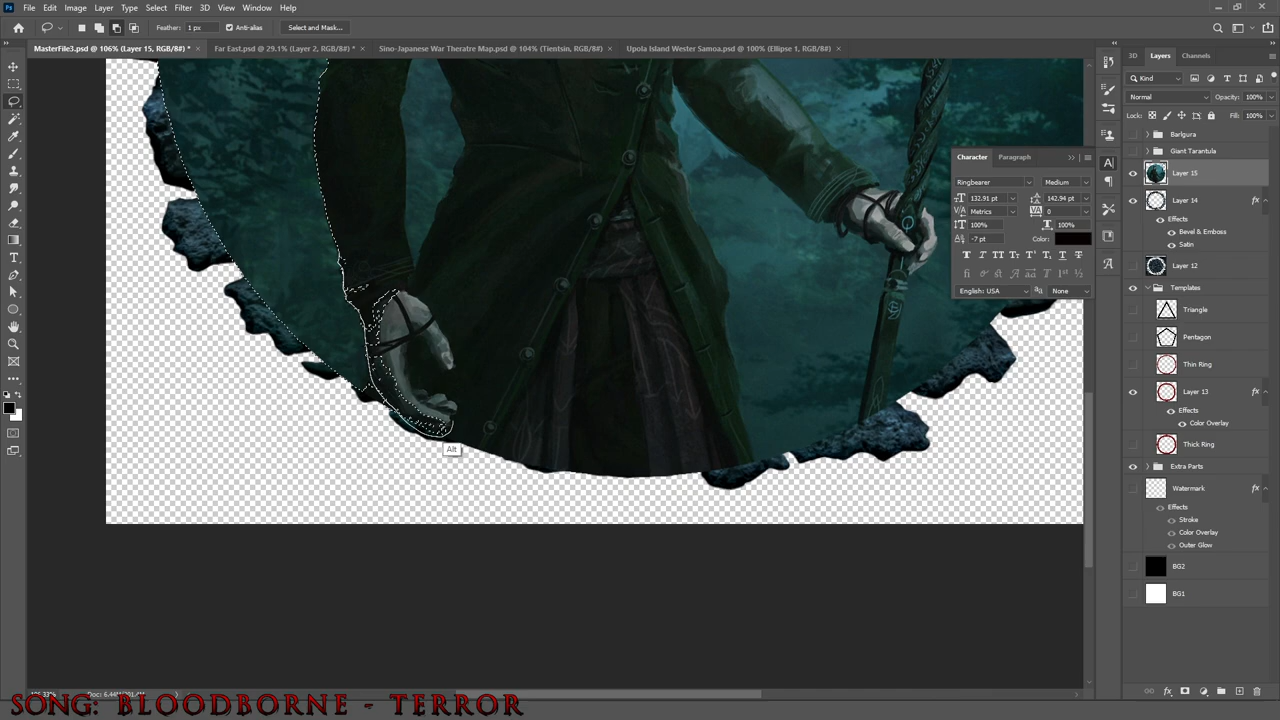 File Edit Image Layer Type Select Filter 3D View Window Help
Feather: 1 px Anti-alias Select and Mask...
MasterFile3.psd @ 106% (Layer 15, RGB/8#) * × Far East.psd @ 29.1% (Layer 2, RGB/8#) * × Sino-Japanese War Theatre Map.psd @ 104% (Tientsin, RGB/8#) × Upola Island Wester Samoa.psd @ 100% (Ellipse 1, RGB/8#) ×
3D Layers Channels
Kind
Normal Opacity: 100%
Lock: Fill: 100%
Barlgura
Giant Tarantula
Layer 15
Layer 14 fx
Effects
Bevel & Emboss
Satin
Layer 12
Templates
Triangle
Pentagon
Thin Ring
Layer 13 fx
Effects
Color Overlay
Thick Ring
Extra Parts
Watermark fx
Effects
Stroke
Color Overlay
Outer Glow
BG2
BG1
Character Paragraph
Ringbearer Medium
132.91 pt 142.94 pt
Metrics 0
100% 100%
-7 pt Color:
English: USA aa None
Alt
SONG: BLOODBORNE - TERROR